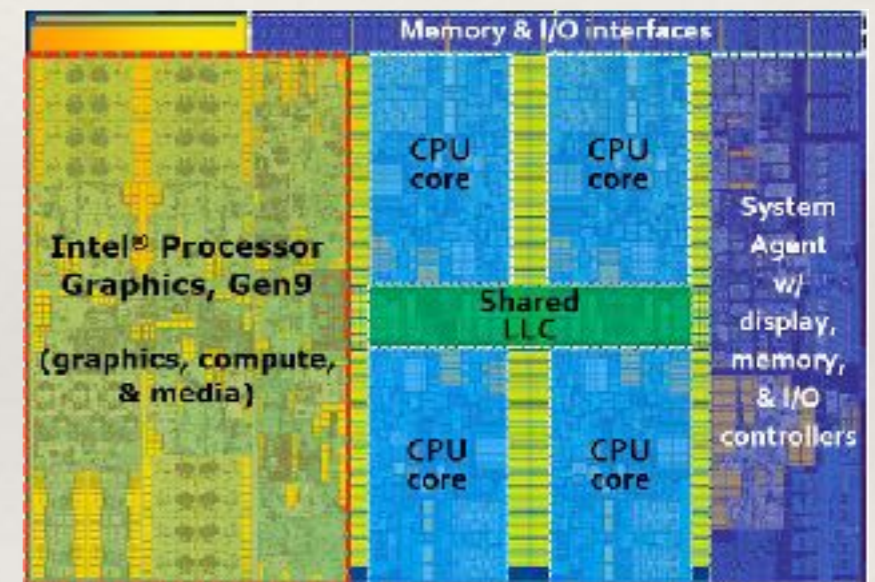 Memory & I/O interfaces
Intel® Processor
Graphics, Gen9
(graphics, compute,
& media)
CPU
core
CPU
core
Shared
LLC
CPU
core
CPU
core
System
Agent
w/
display,
memory,
& I/O
controllers